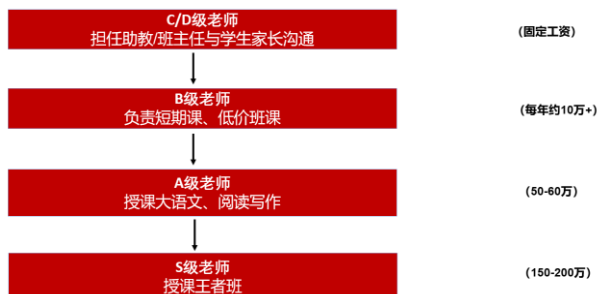 C/D级老师
担任助教/班主任与学生家长沟通
(固定工资)
B级老师
负责短期课、低价班课
(每年约10万+)
A级老师
授课大语文、阅读写作
(50-60万)
S级老师
授课王者班
(150-200万)